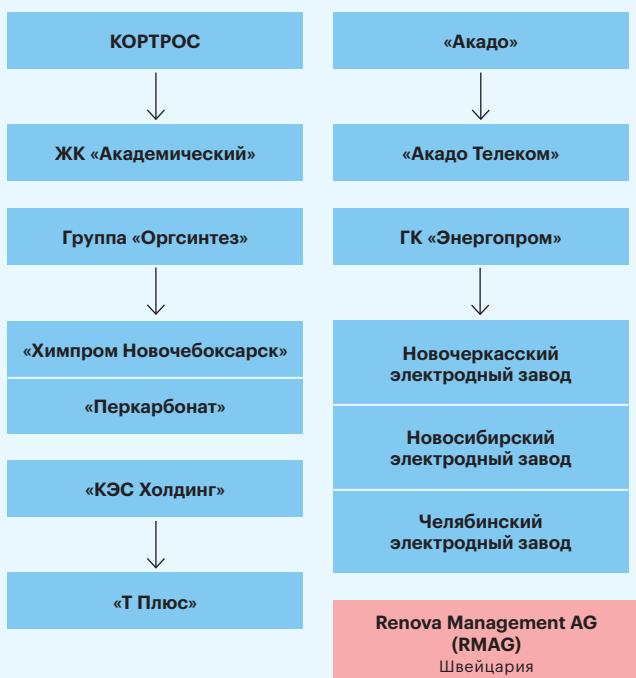 КОРТРОС
ЖК «Академический»
Группа «Оргсинтез»
«Химпром Новочебоксарск»
«Перкарбонат»
«КЭС Холдинг»
«Т Плюс»
«Акадо»
«Акадо Телеком»
ГК «Энергопром»
Новочеркасский
электродный завод
Новосибирский
электродный завод
Челябинский
электродный завод
Renova Management AG
(RMAG)
Швейцария